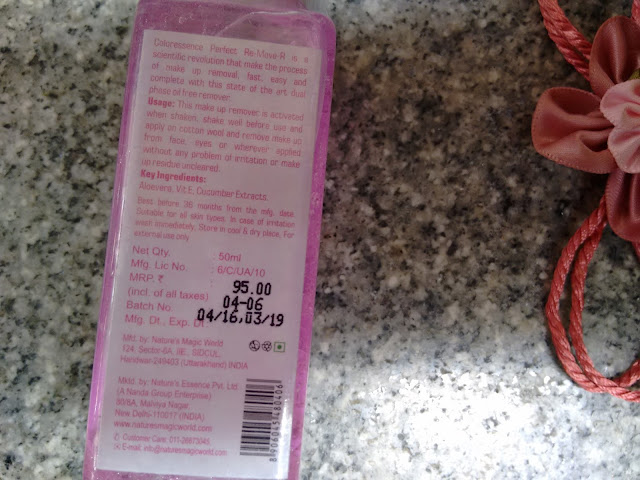 Coloressence Perfect Re-Move-R is a
scientific revolution that make the process
of make up removal, fast, easy and
complete with this state of the art dual
phase oil free remover.
Usage: This make up remover is activated
when shaken, shake well before use and
apply on cotton wool and remove make up
from face, eyes or wherever applied
without any problem of irritation or make
up residue uncleared.
Key Ingredients:
Aloevera, Vit E, Cucumber Extracts.
Best before 36 months from the mfg. date.
Suitable for all skin types. In case of irritation
wash immediately. Store in cool & dry place. For
external use only
Net Qty. : 50ml
Mfg. Lic No. : 6/C/UA/10
MRP. ₹ : 95.00
(incl. of all taxes)
Batch No. 04-06
Mfg. Dt., Exp. Dt. 04/16,03/19
Mfd. by: Nature's Magic World
124, Sector-6A, IIE, SIDCUL,
Haridwar-249403 (Uttarakhand) INDIA
Mktd. by: Nature's Essence Pvt. Ltd.
(A Nanda Group Enterprise)
80/8A, Malviya Nagar,
New Delhi-110017 (INDIA)
www.naturesmagicworld.com
Customer Care: 011-26673041
E-mail: info@naturesmagicworld.com
8906015480406